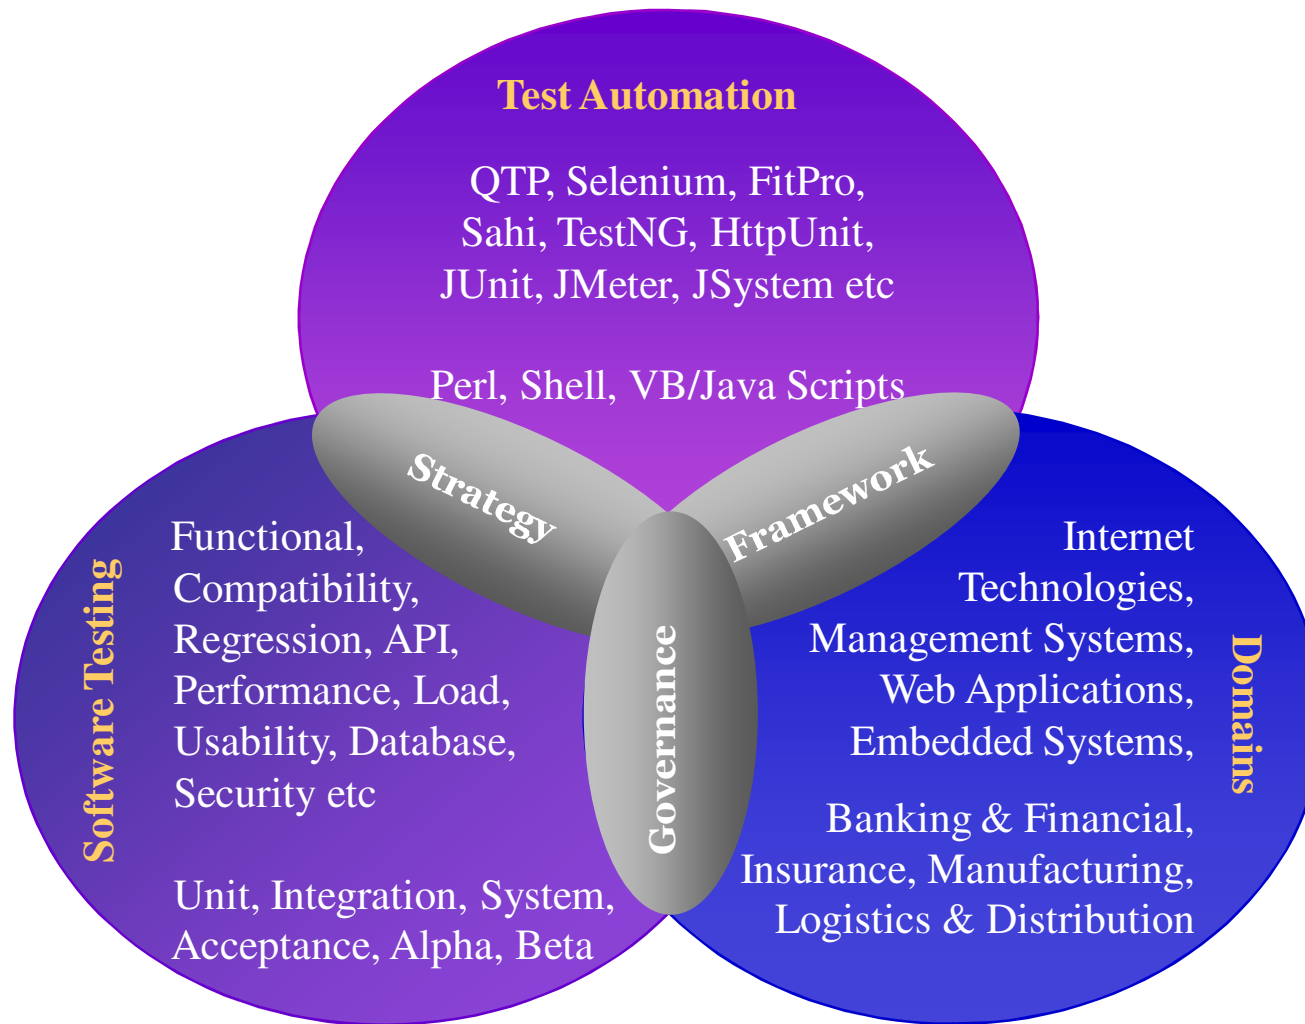 Test Automation
QTP, Selenium, FitPro,
Sahi, TestNG, HttpUnit,
JUnit, JMeter, JSystem etc
Perl, Shell, VB/Java Scripts
Strategy
Framework
Governance
Software Testing
Functional,
Compatibility,
Regression, API,
Performance, Load,
Usability, Database,
Security etc
Unit, Integration, System,
Acceptance, Alpha, Beta
Domains
Internet
Technologies,
Management Systems,
Web Applications,
Embedded Systems,
Banking & Financial,
Insurance, Manufacturing,
Logistics & Distribution